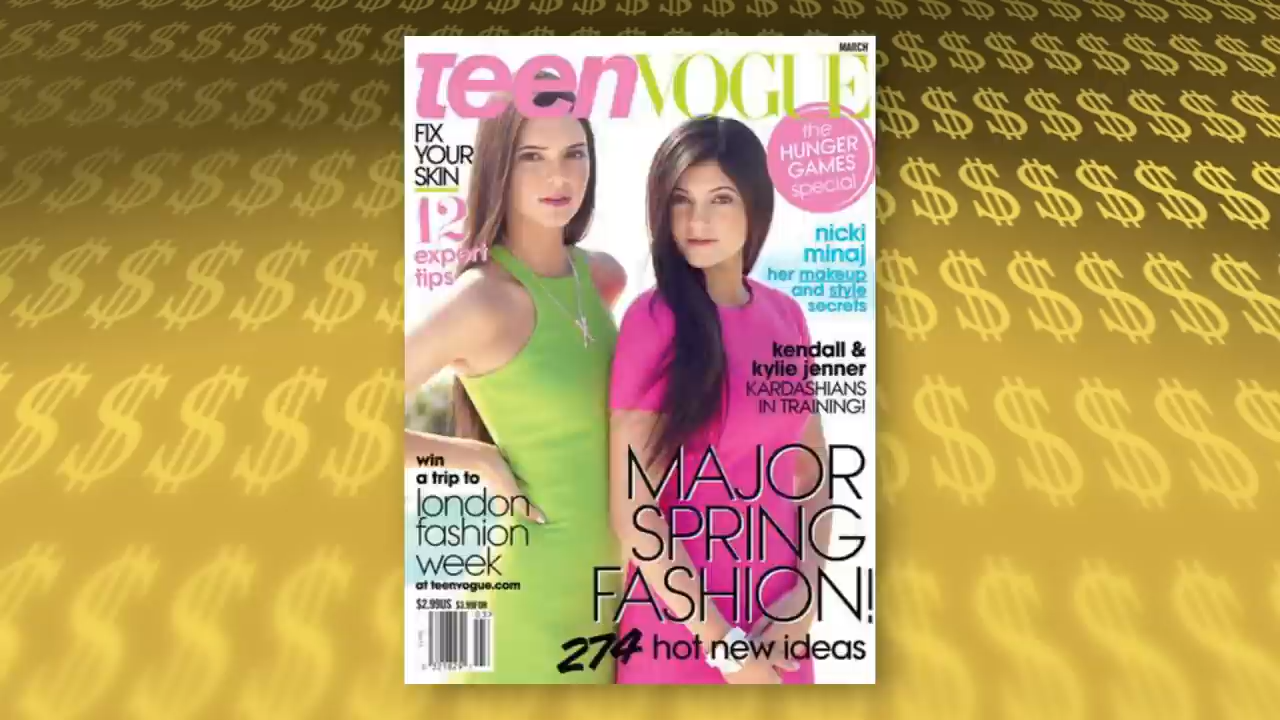 MARCH
teenVOGUE
FIX
YOUR
SKIN
12
expert
tips
the
HUNGER
GAMES
special
nicki
minaj
her makeup
and style
secrets
kendall &
kylie jenner
KARDASHIANS
IN TRAINING!
win
a trip to
london
fashion
week
at teenvogue.com
MAJOR
SPRING
FASHION!
274 hot new ideas
$2.99US